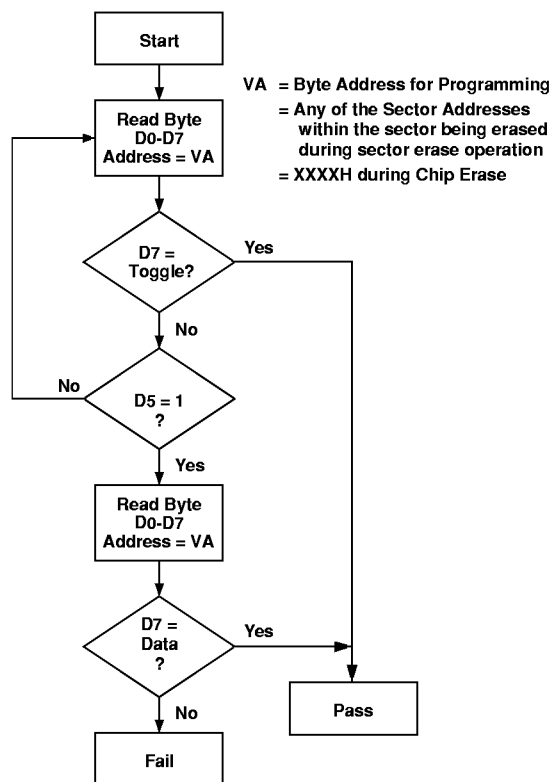 Start
VA = Byte Address for Programming
= Any of the Sector Addresses
within the sector being erased
during sector erase operation
= XXXXH during Chip Erase
Read Byte
D0-D7
Address = VA
D7 =
Toggle?
Yes
No
D5 = 1
?
No
Yes
Read Byte
D0-D7
Address = VA
D7 =
Data
?
Yes
No
Pass
Fail